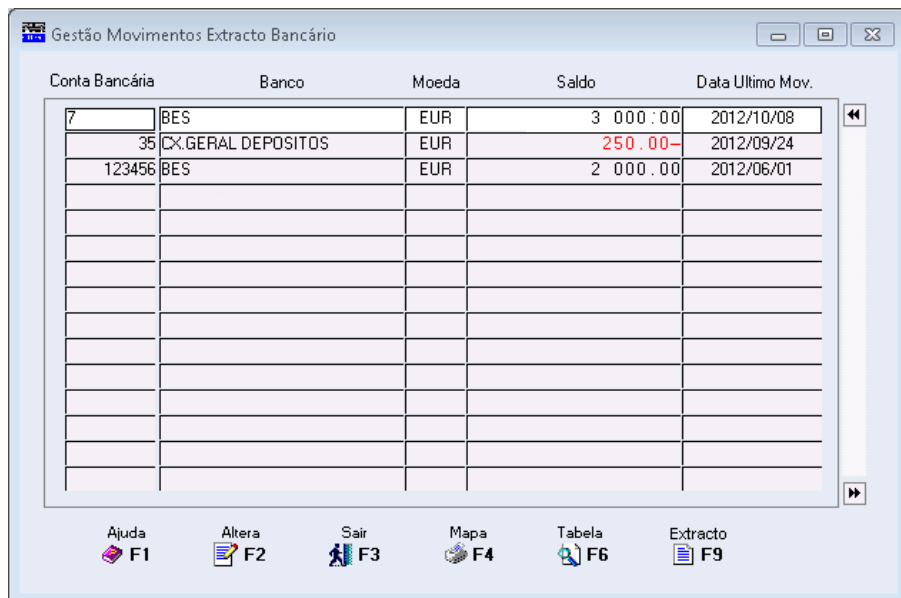 Gestão Movimentos Extracto Bancário
Conta Bancária Banco Moeda Saldo Data Ultimo Mov.
7 BES EUR 3 000.00 2012/10/08
35 CX.GERAL DEPOSITOS EUR 250.00- 2012/09/24
123456 BES EUR 2 000.00 2012/06/01
Ajuda Altera Sair Mapa Tabela Extracto
F1 F2 F3 F4 F6 F9